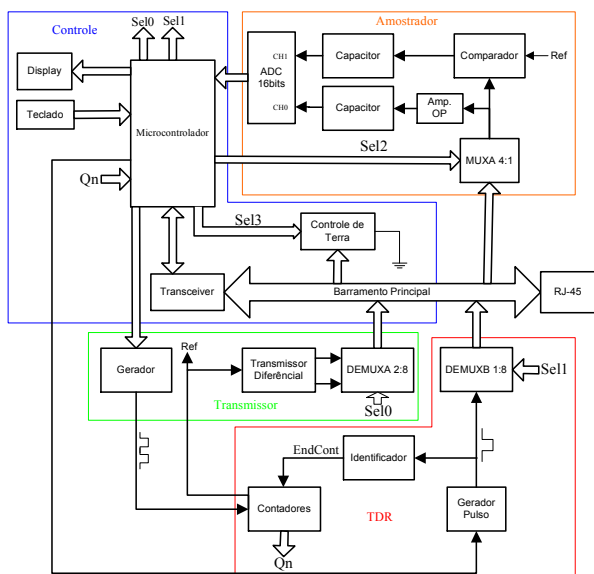 Controle
Sel0
Sel1
Amostrador
Display
Teclado
Microcontrolador
ADC
16bits
CH1
CH0
Capacitor
Capacitor
Comparador
Ref
Amp.
OP
MUXA 4:1
Sel2
Qn
Sel3
Controle de
Terra
Transceiver
Barramento Principal
RJ-45
Gerador
Ref
Transmissor
Diferêncial
DEMUXA 2:8
DEMUXB 1:8
Sel1
Transmissor
Sel0
EndCont
Identificador
Contadores
Gerador
Pulso
TDR
Qn